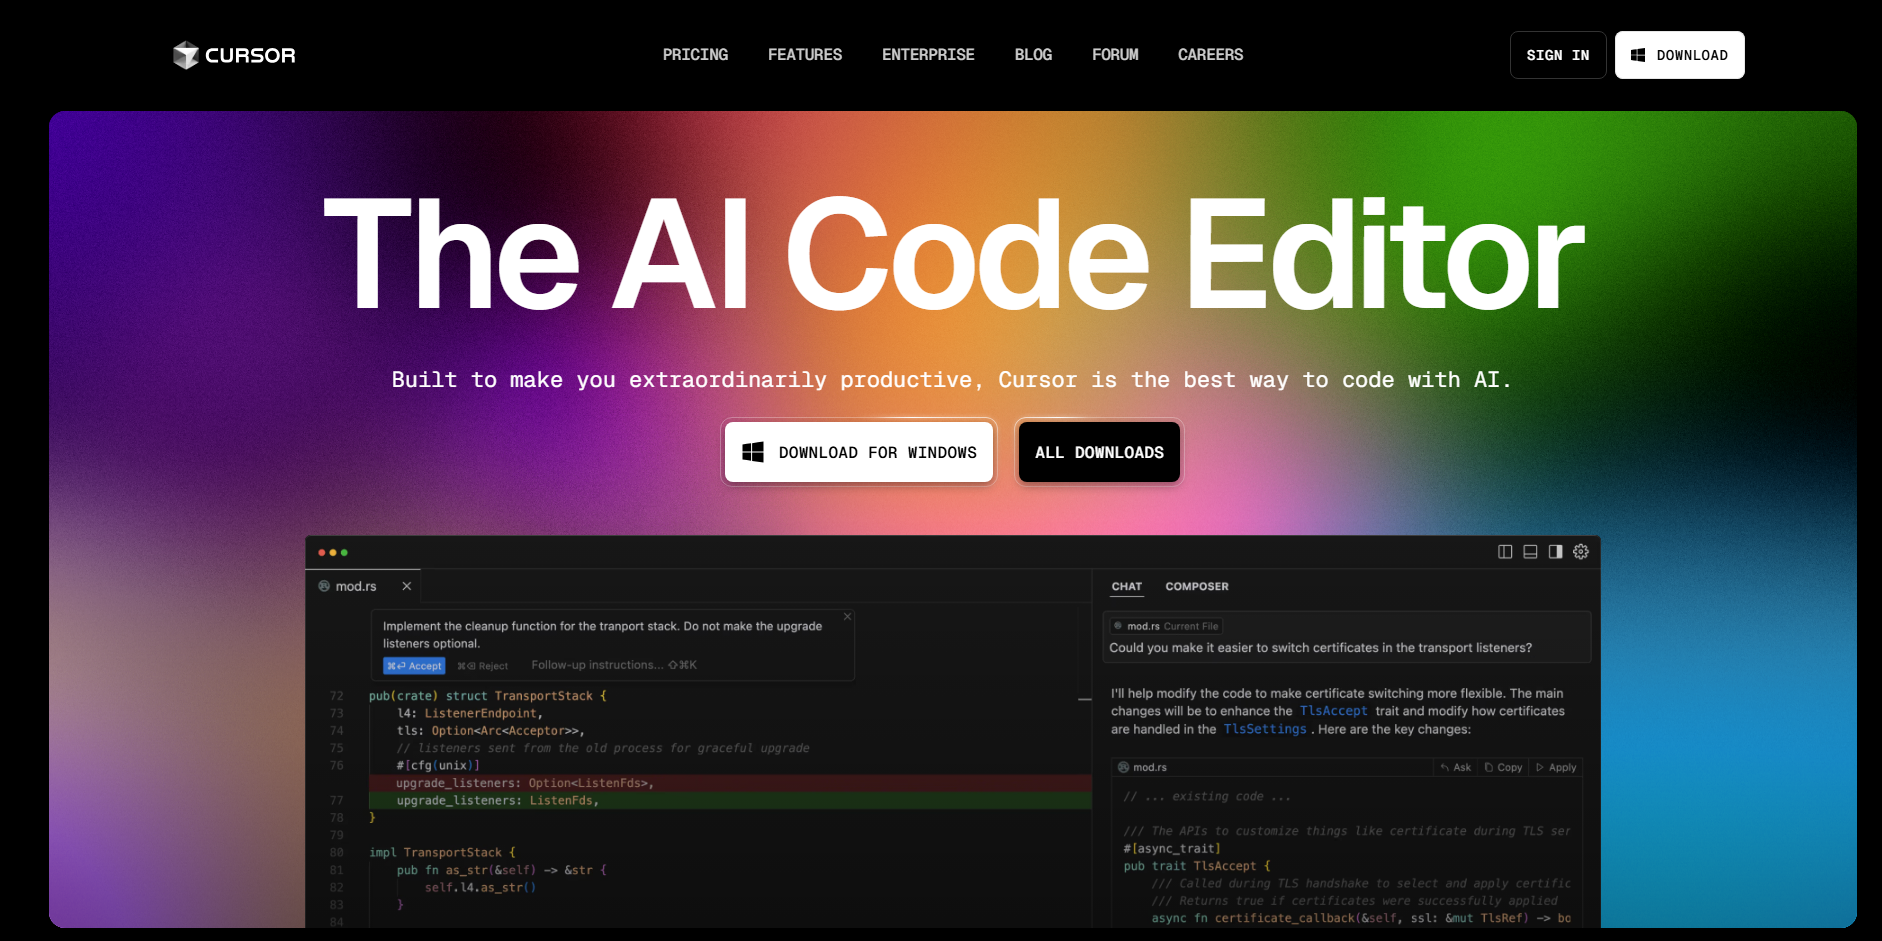 CURSOR
PRICING FEATURES ENTERPRISE BLOG FORUM CAREERS
SIGN IN
DOWNLOAD
The AI Code Editor
Built to make you extraordinarily productive, Cursor is the best way to code with AI.
DOWNLOAD FOR WINDOWS
ALL DOWNLOADS
mod.rs
Implement the cleanup function for the tranport stack. Do not make the upgrade
listeners optional.
⌘⏎ Accept ⌘⌫ Reject Follow-up instructions... ⇧⌘K
72 pub(crate) struct TransportStack {
73 l4: ListenerEndpoint,
74 tls: Option<Arc<Acceptor>>,
75 // listeners sent from the old process for graceful upgrade
76 #[cfg(unix)]
upgrade_listeners: Option<ListenFds>,
77 upgrade_listeners: ListenFds,
78 }
79
80 impl TransportStack {
81 pub fn as_str(&self) -> &str {
82 self.l4.as_str()
83 }
84
CHAT COMPOSER
mod.rs Current File
Could you make it easier to switch certificates in the transport listeners?
I'll help modify the code to make certificate switching more flexible. The main
changes will be to enhance the TlsAccept trait and modify how certificates
are handled in the TlsSettings . Here are the key changes:
mod.rs Ask Copy Apply
// ... existing code ...
/// The APIs to customize things like certificate during TLS ser
#[async_trait]
pub trait TlsAccept {
/// Called during TLS handshake to select and apply certific
/// Returns true if certificates were successfully applied
async fn certificate_callback(&self, ssl: &mut TlsRef) -> bo